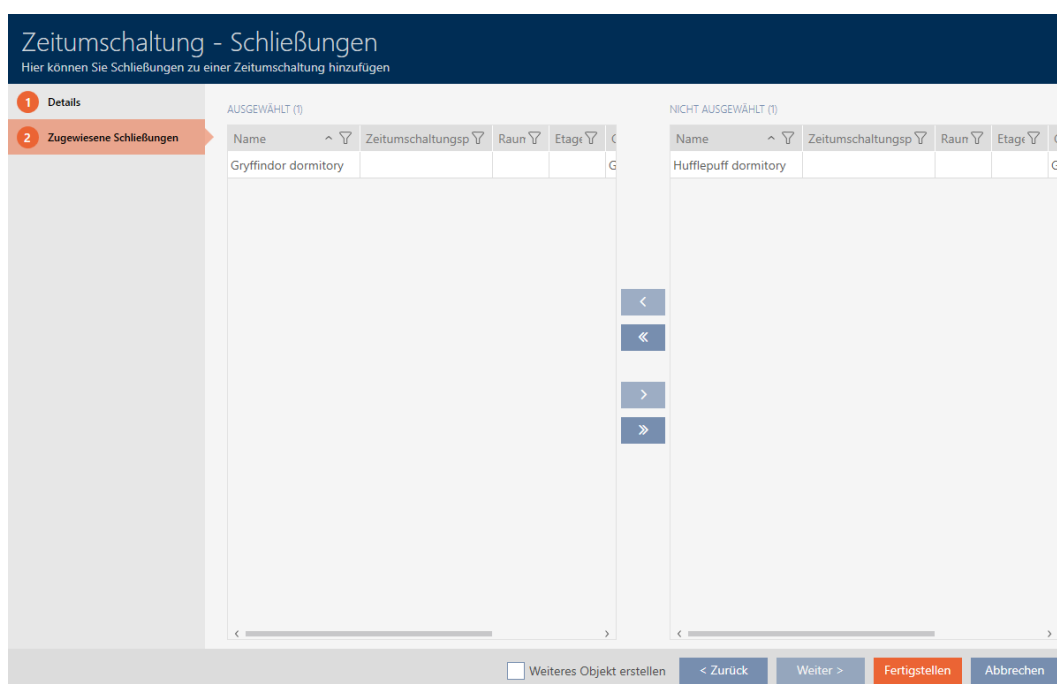 Zeitumschaltung - Schließungen
Hier können Sie Schließungen zu einer Zeitumschaltung hinzufügen
1 Details
2 Zugewiesene Schließungen
AUSGEWÄHLT (1)
Name Zeitumschaltungsp Raun Etage
Gryffindor dormitory G
NICHT AUSGEWÄHLT (1)
Name Zeitumschaltungsp Raun Etage
Hufflepuff dormitory G
Weiteres Objekt erstellen < Zurück Weiter > Fertigstellen Abbrechen